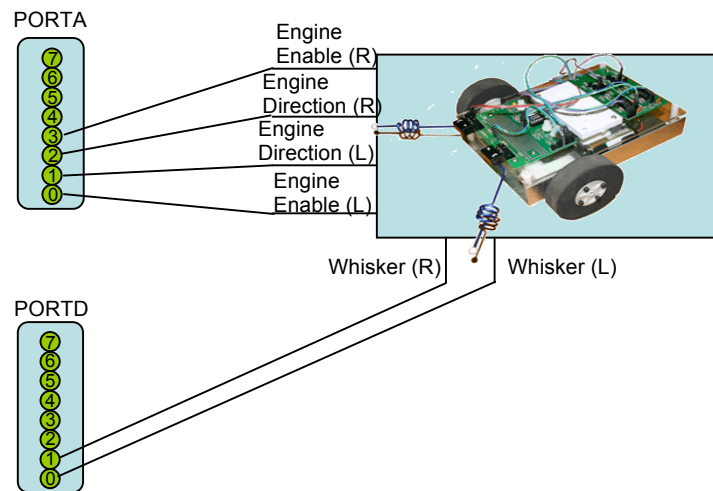 PORTA
7
6
5
4
3
2
1
0
Engine
Enable (R)
Engine
Direction (R)
Engine
Direction (L)
Engine
Enable (L)
Whisker (R)
Whisker (L)
PORTD
7
6
5
4
3
2
1
0